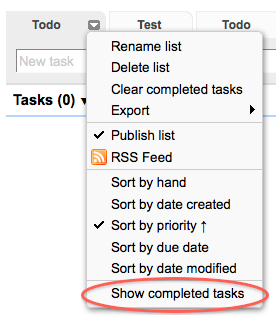 Todo Test Todo
New task
Tasks (0) ▼
Rename list
Delete list
Clear completed tasks
Export
Publish list
RSS Feed
Sort by hand
Sort by date created
Sort by priority ↑
Sort by due date
Sort by date modified
Show completed tasks